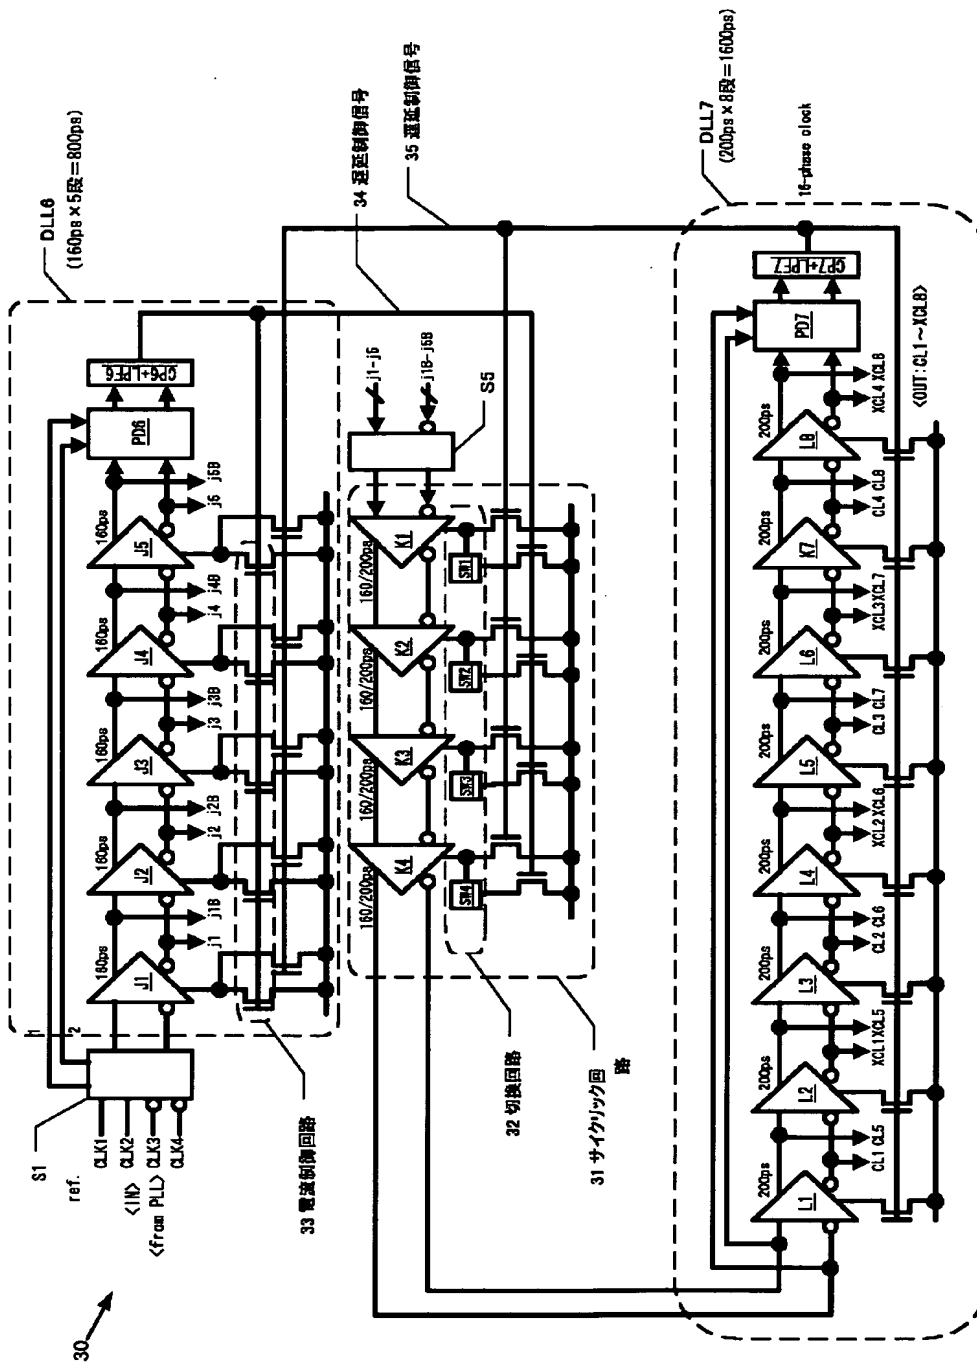 30
S1
ref.
CLK1
CLK2
CLK3
CLK4
<IN>
<from PLL>
1
2
DLL6
(160ps×5段=800ps)
160ps
160ps
160ps
160ps
160ps
J1
J2
J3
J4
J5
PD6
CP6+LPF6
j1
j1B
j2
j2B
j3
j3B
j4
j4B
j5
j5B
33 電流制御回路
34 遅延制御信号
35 遅延制御信号
j1-j5
j1B-j5B
S5
160/200ps
160/200ps
160/200ps
160/200ps
K4
K3
K2
K1
SW4
SW3
SW2
SW1
32 切換回路
31 サイクリック回
路
DLL7
(200ps×8段=1600ps)
16-phase clock
200ps
200ps
200ps
200ps
200ps
200ps
200ps
200ps
L1
L2
L3
L4
L5
L6
K7
L8
PD7
CP7+LPF7
CL1 CL5
XCL1 XCL5
CL2 CL6
XCL2 XCL6
CL3 CL7
XCL3 XCL7
CL4 CL8
XCL4 XCL8
<OUT:CL1～XCL8>